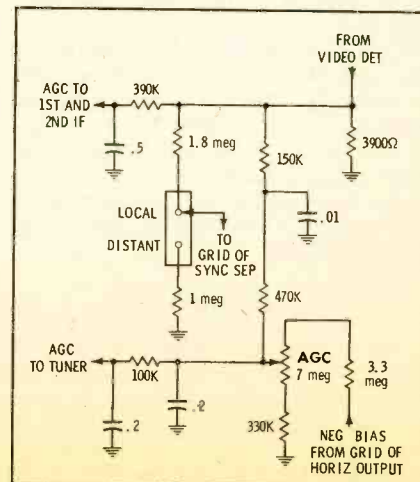 FROM
VIDEO DET
AGC TO
1ST AND
2ND IF
390K
.5
1.8 meg
150K
3900Ω
LOCAL
DISTANT
TO
GRID OF
SYNC SEP
.01
1 meg
470K
AGC
TO TUNER
100K
AGC
7 meg
3.3
meg
.2
.2
330K
NEG BIAS
FROM GRID OF
HORIZ OUTPUT